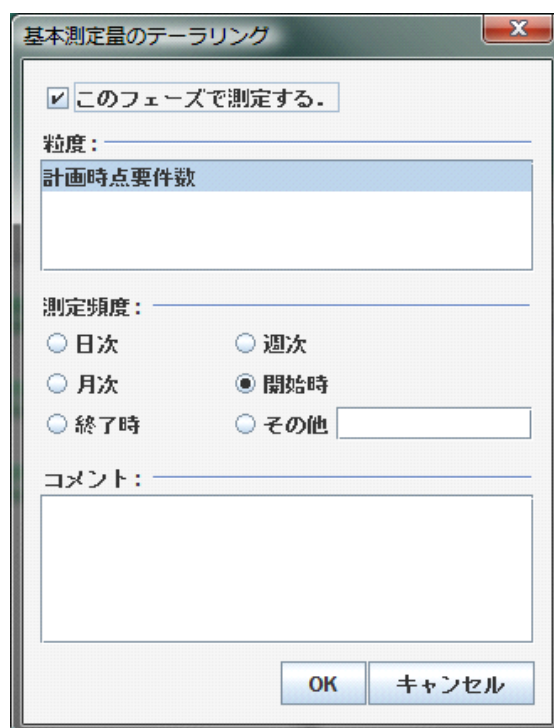 基本測定量のテーラリング
このフェーズで測定する.
粒度:
計画時点要件数
測定頻度:
日次 週次
月次 開始時
終了時 その他
コメント:
OK キャンセル